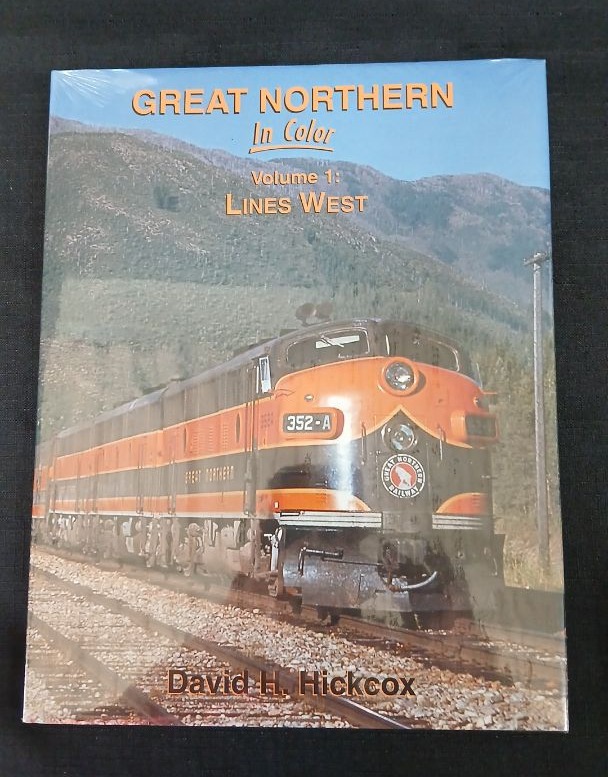 GREAT NORTHERN
In Color
Volume 1:
LINES WEST
352-A
GREAT NORTHERN
GREAT NORTHERN
RAILWAY
David H. Hickcox